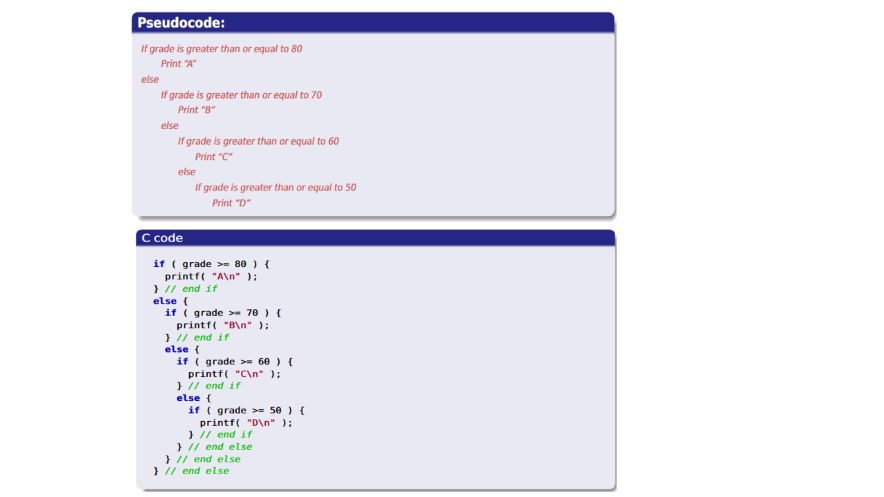 Pseudocode:
If grade is greater than or equal to 80
Print “A”
else
If grade is greater than or equal to 70
Print “B”
else
If grade is greater than or equal to 60
Print “C”
else
If grade is greater than or equal to 50
Print “D”
C code
if ( grade >= 80 ) {
printf( "A\n" );
} // end if
else {
if ( grade >= 70 ) {
printf( "B\n" );
} // end if
else {
if ( grade >= 60 ) {
printf( "C\n" );
} // end if
else {
if ( grade >= 50 ) {
printf( "D\n" );
} // end if
} // end else
} // end else
} // end else